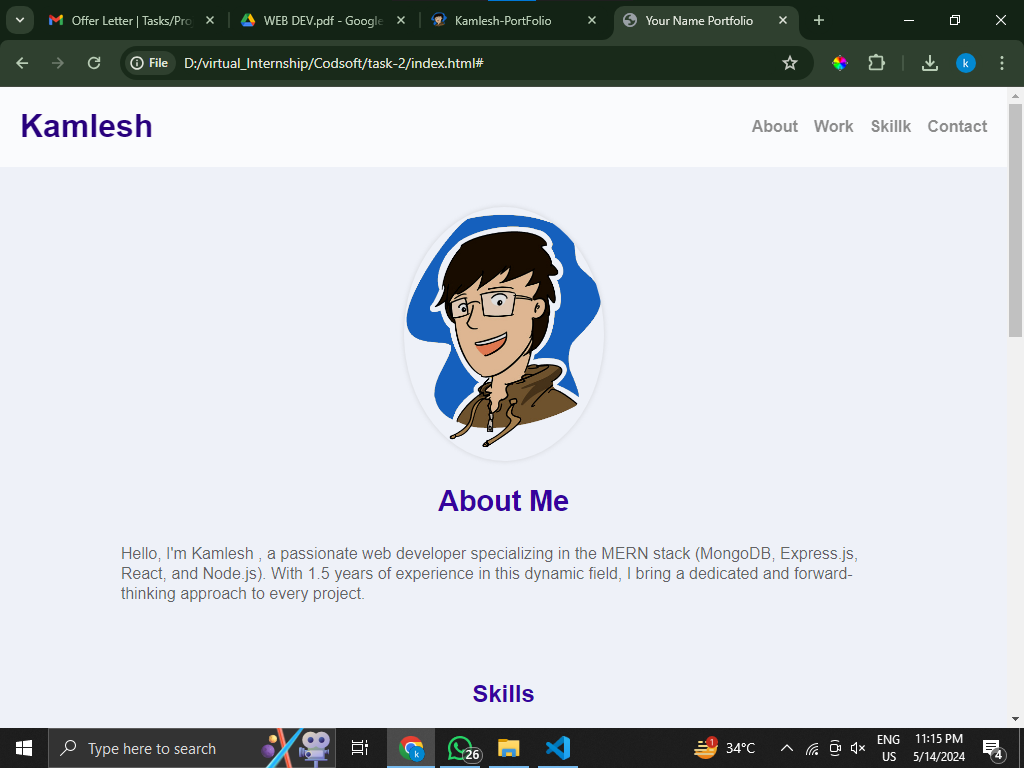 Offer Letter | Tasks/Pro
WEB DEV.pdf - Google
Kamlesh-PortFolio
Your Name Portfolio
File
D:/virtual_Internship/Codsoft/task-2/index.html#
k
Kamlesh
About
Work
Skillk
Contact
About Me
Hello, I'm Kamlesh , a passionate web developer specializing in the MERN stack (MongoDB, Express.js,
React, and Node.js). With 1.5 years of experience in this dynamic field, I bring a dedicated and forward-
thinking approach to every project.
Skills
Type here to search
k
26
1
34°C
ENG
US
11:15 PM
5/14/2024
4